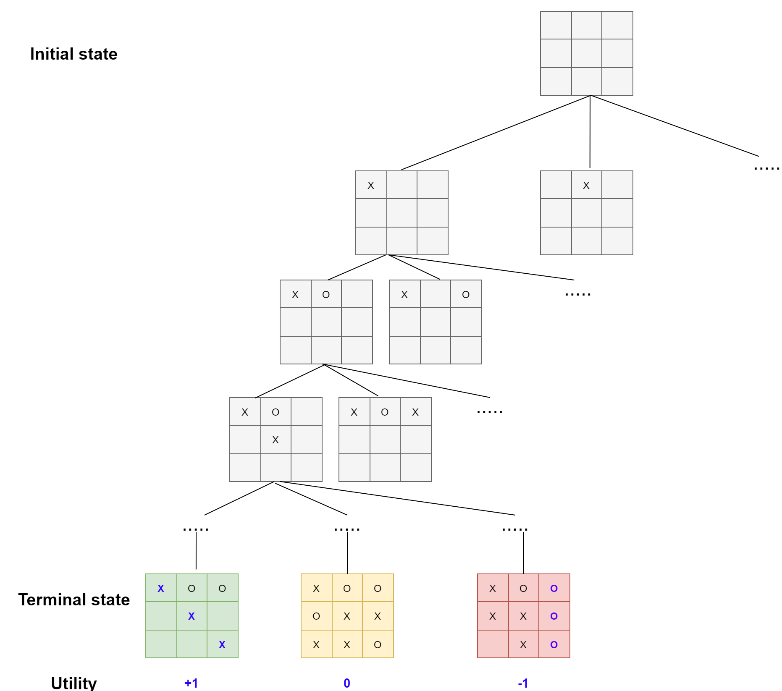 Initial state
.....
X
X
.....
X O
X O
.....
X O
X
X O X
.....
..... ..... .....
Terminal state
X O O
X
X
X O O
O X X
X X O
X O O
X X O
X O
Utility +1 0 -1